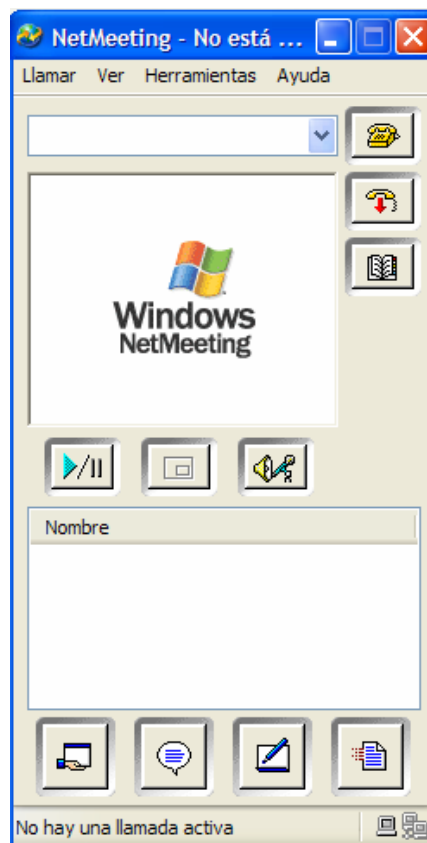 NetMeeting - No está ...
Llamar Ver Herramientas Ayuda
Windows
NetMeeting
Nombre
No hay una llamada activa